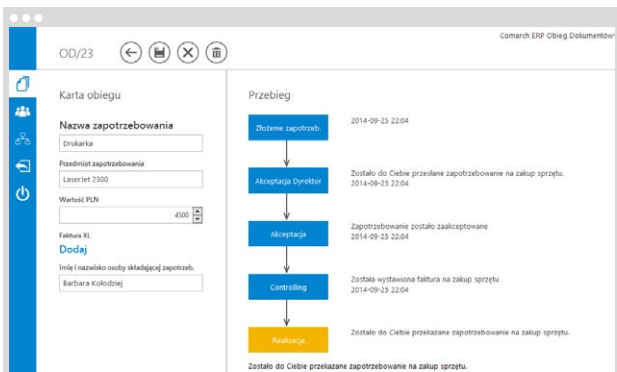 Comarch ERP Obieg Dokumentów
OD/23
Karta obiegu
Nazwa zapotrzebowania
Drukarka
Przedmiot zapotrzebowania
LaserJet 2300
Wartość PLN
4500
Faktura XL
Dodaj
Imię i nazwisko osoby składającej zapotrzeb.
Barbara Kołodziej
Przebieg
Złożenie zapotrzeb.
2014-09-25 22:04
Akceptacja Dyrektor
Zostało do Ciebie przesłane zapotrzebowanie na zakup sprzętu.
2014-09-25 22:04
Akceptacja
Zapotrzebowanie zostało zaakceptowane
2014-09-25 22:04
Controlling
Została wystawiona faktura na zakup sprzętu
2014-09-25 22:04
Realizacja
Zostało do Ciebie przekazane zapotrzebowanie na zakup sprzętu.
Zostało do Ciebie przekazane zapotrzebowanie na zakup sprzętu.